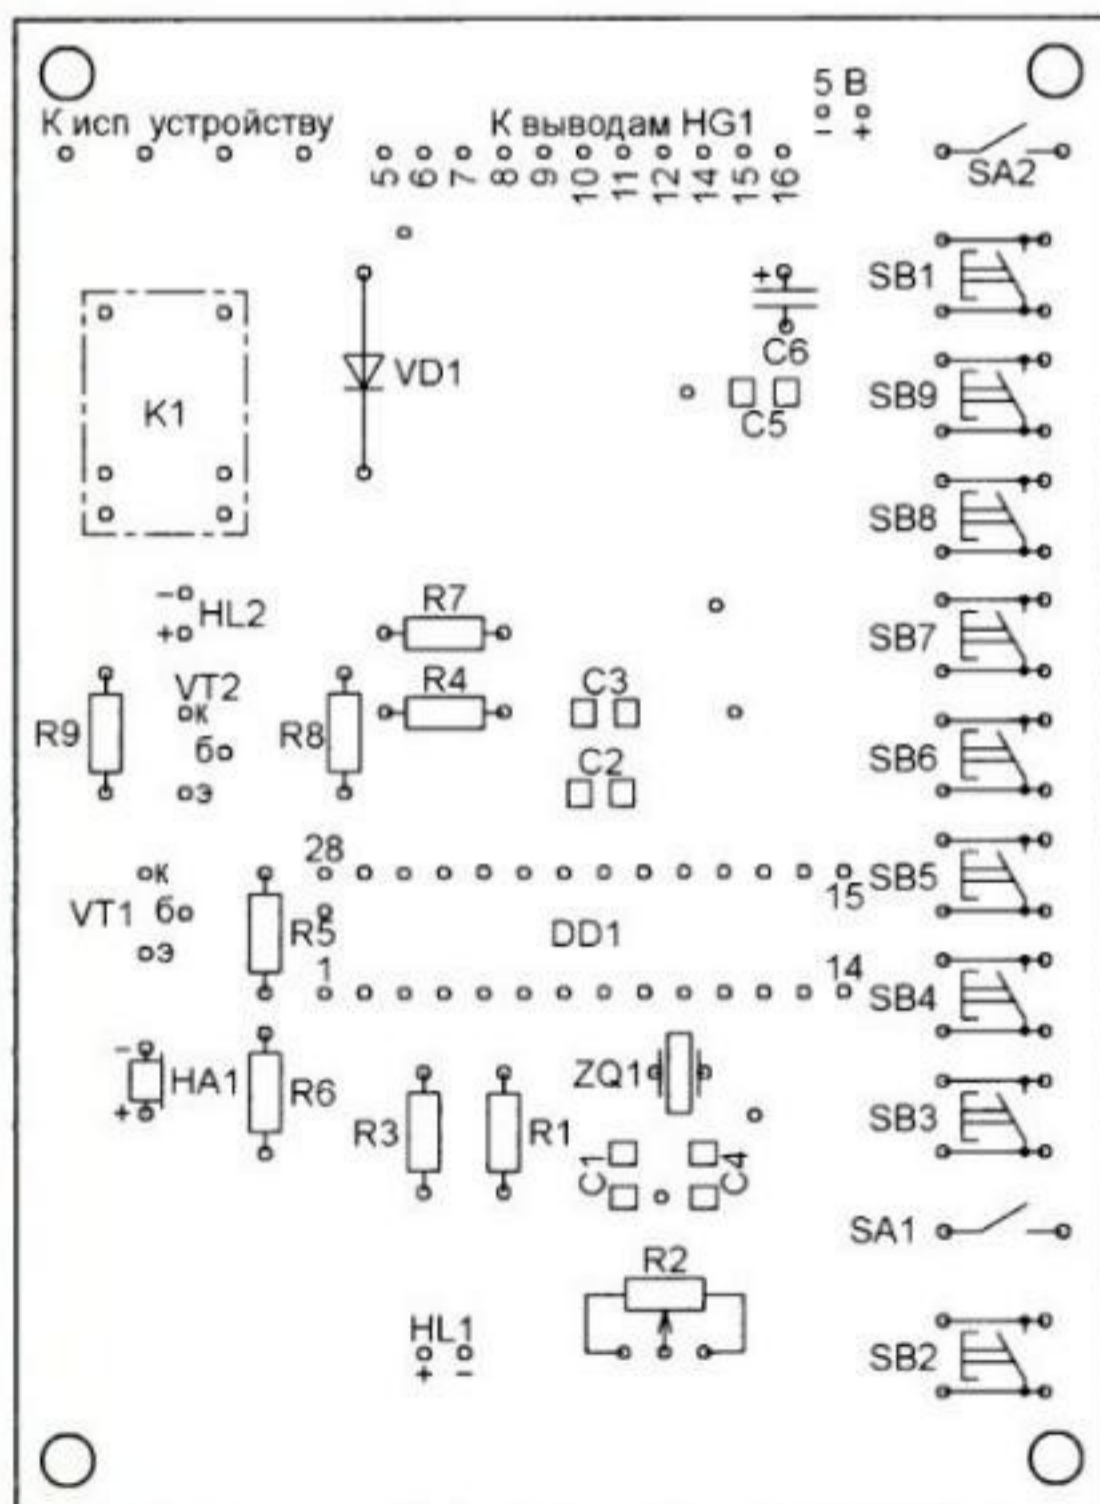 5 В
К исп устройству
К выводам HG1
- +
5 6 7 8 9 10 11 12 14 15 16
SA2
SB1
+
C6
VD1
K1
C5
SB9
SB8
-
HL2
+
R7
SB7
VT2
к
б
э
R9
R8
R4
C3
C2
SB6
28
15
SB5
VT1
к
б
э
R5
DD1
1
14
SB4
-
HA1
+
R6
R3
R1
ZQ1
C1
C4
SB3
SA1
R2
HL1
+ -
SB2